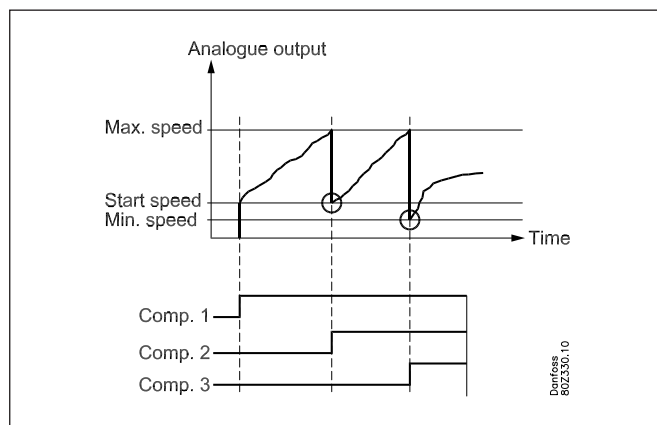 Analogue output
Max. speed
Start speed
Min. speed
Time
Comp. 1
Comp. 2
Comp. 3
Danfoss
80Z330.10